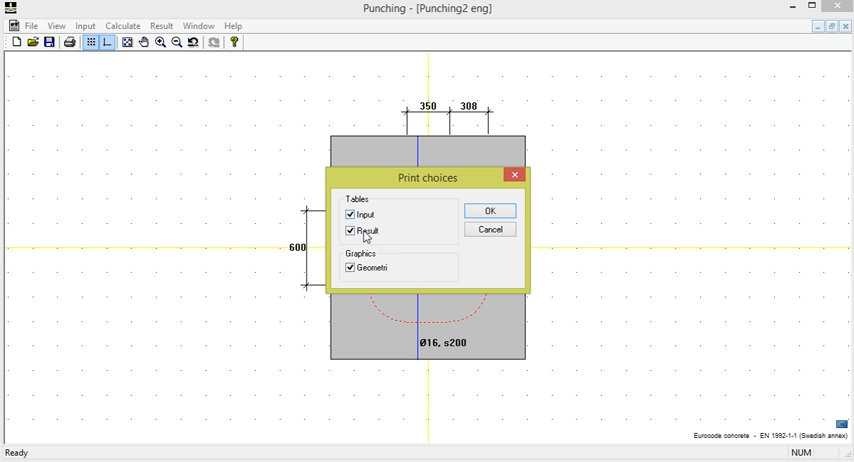 Punching - [Punching2 eng]
File View Input Calculate Result Window Help
350 308
Print choices
Tables
Input
Result
OK
Cancel
600
Graphics
Geometri
Ø16, s200
Eurocode concrete - EN 1992-1-1 (Swedish annex)
Ready
NUM